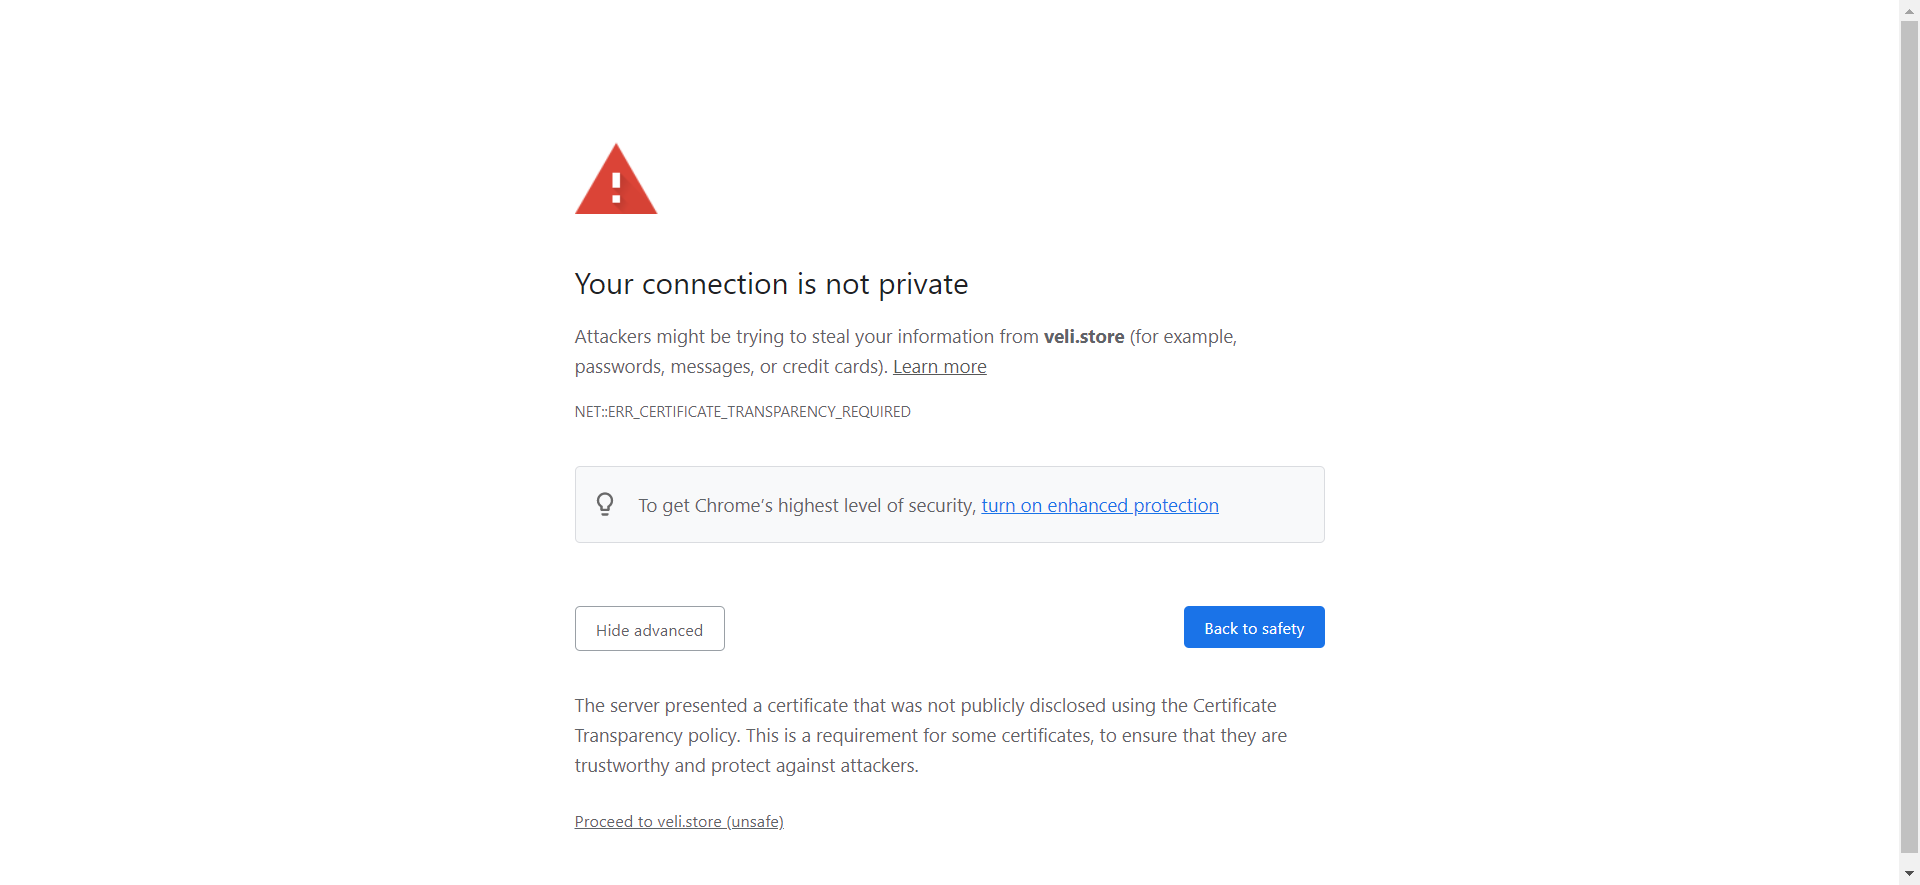 Your connection is not private
Attackers might be trying to steal your information from veli.store (for example,
passwords, messages, or credit cards). Learn more
NET::ERR_CERTIFICATE_TRANSPARENCY_REQUIRED
To get Chrome's highest level of security, turn on enhanced protection
Hide advanced
Back to safety
The server presented a certificate that was not publicly disclosed using the Certificate
Transparency policy. This is a requirement for some certificates, to ensure that they are
trustworthy and protect against attackers.
Proceed to veli.store (unsafe)